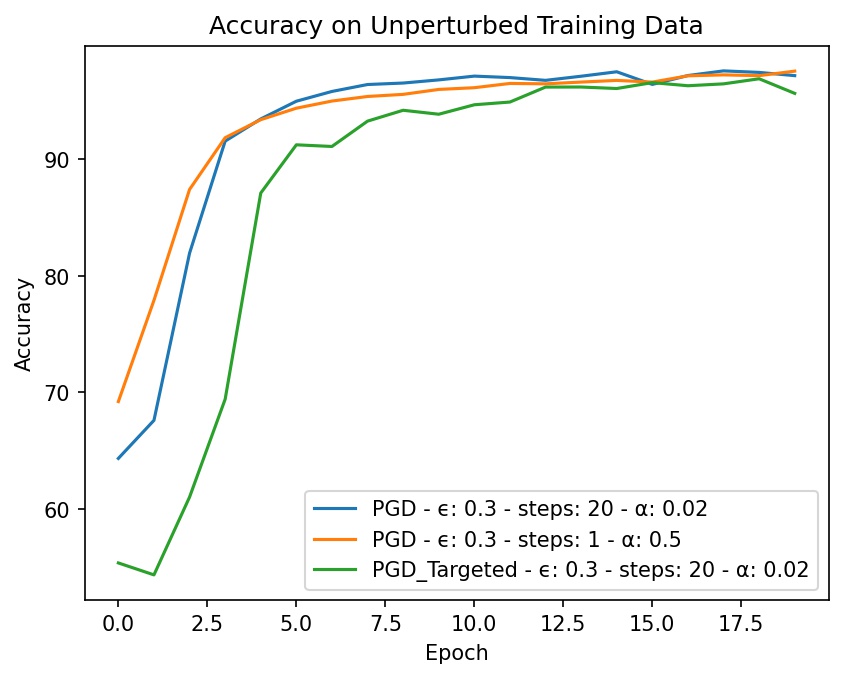 Accuracy on Unperturbed Training Data
Accuracy
90
80
70
60
PGD - ϵ: 0.3 - steps: 20 - α: 0.02
PGD - ϵ: 0.3 - steps: 1 - α: 0.5
PGD_Targeted - ϵ: 0.3 - steps: 20 - α: 0.02
0.0 2.5 5.0 7.5 10.0 12.5 15.0 17.5
Epoch